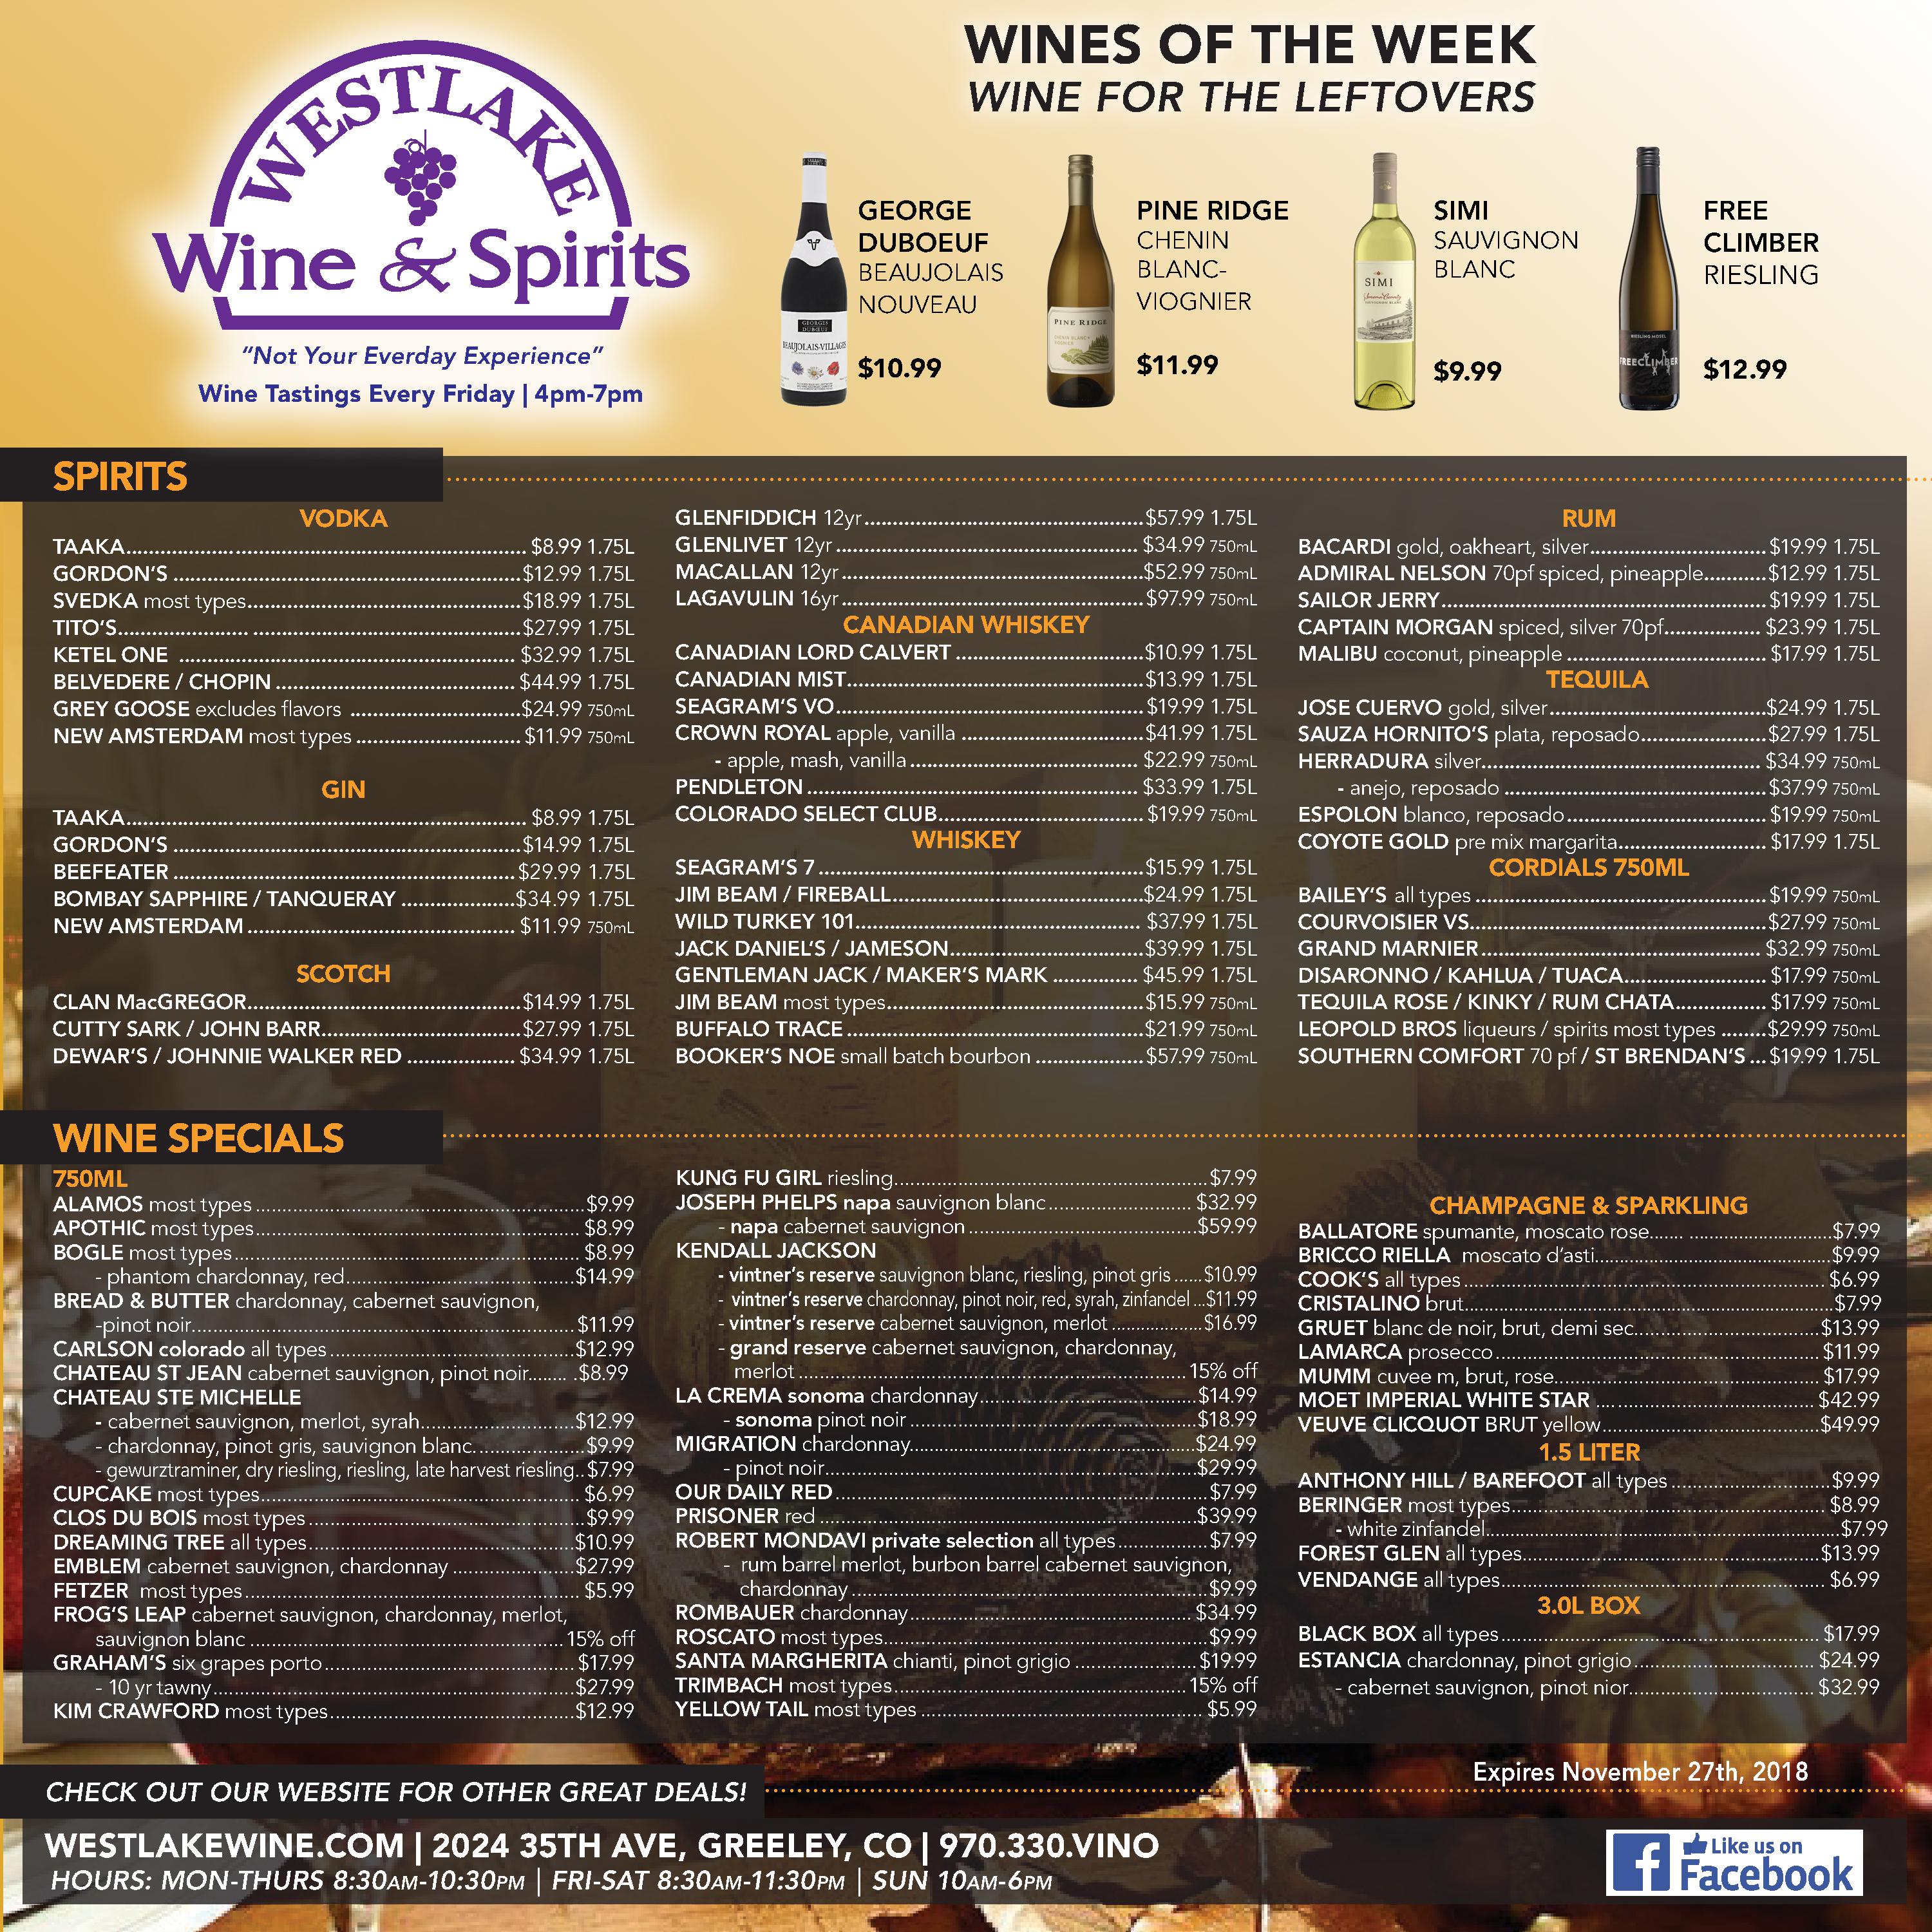 WESTLAKE
Wine & Spirits
"Not Your Everday Experience"
Wine Tastings Every Friday | 4pm-7pm
WINES OF THE WEEK
WINE FOR THE LEFTOVERS
GEORGE
DUBOEUF
BEAUJOLAIS
NOUVEAU
$10.99
PINE RIDGE
CHENIN
BLANC-
VIOGNIER
$11.99
SIMI
SAUVIGNON
BLANC
$9.99
FREE
CLIMBER
RIESLING
$12.99
GEORGES
DUBŒUF
BEAUJOLAIS-VILLAGES
PINE RIDGE
CHENIN BLANC +
VIOGNIER
SIMI
Sonoma County
SAUVIGNON BLANC
RIESLING MOSEL
FREECLIMBER
SPIRITS
VODKA
TAAKA $8.99 1.75L
GORDON'S $12.99 1.75L
SVEDKA most types $18.99 1.75L
TITO'S $27.99 1.75L
KETEL ONE $32.99 1.75L
BELVEDERE / CHOPIN $44.99 1.75L
GREY GOOSE excludes flavors $24.99 750mL
NEW AMSTERDAM most types $11.99 750mL
GIN
TAAKA $8.99 1.75L
GORDON'S $14.99 1.75L
BEEFEATER $29.99 1.75L
BOMBAY SAPPHIRE / TANQUERAY $34.99 1.75L
NEW AMSTERDAM $11.99 750mL
SCOTCH
CLAN MacGREGOR $14.99 1.75L
CUTTY SARK / JOHN BARR $27.99 1.75L
DEWAR'S / JOHNNIE WALKER RED $34.99 1.75L
GLENFIDDICH 12yr $57.99 1.75L
GLENLIVET 12yr $34.99 750mL
MACALLAN 12yr $52.99 750mL
LAGAVULIN 16yr $97.99 750mL
CANADIAN WHISKEY
CANADIAN LORD CALVERT $10.99 1.75L
CANADIAN MIST $13.99 1.75L
SEAGRAM'S VO $19.99 1.75L
CROWN ROYAL apple, vanilla $41.99 1.75L
- apple, mash, vanilla $22.99 750mL
PENDLETON $33.99 1.75L
COLORADO SELECT CLUB $19.99 750mL
WHISKEY
SEAGRAM'S 7 $15.99 1.75L
JIM BEAM / FIREBALL $24.99 1.75L
WILD TURKEY 101 $37.99 1.75L
JACK DANIEL'S / JAMESON $39.99 1.75L
GENTLEMAN JACK / MAKER'S MARK $45.99 1.75L
JIM BEAM most types $15.99 750mL
BUFFALO TRACE $21.99 750mL
BOOKER'S NOE small batch bourbon $57.99 750mL
RUM
BACARDI gold, oakheart, silver $19.99 1.75L
ADMIRAL NELSON 70pf spiced, pineapple $12.99 1.75L
SAILOR JERRY $19.99 1.75L
CAPTAIN MORGAN spiced, silver 70pf $23.99 1.75L
MALIBU coconut, pineapple $17.99 1.75L
TEQUILA
JOSE CUERVO gold, silver $24.99 1.75L
SAUZA HORNITO'S plata, reposado $27.99 1.75L
HERRADURA silver $34.99 750mL
- anejo, reposado $37.99 750mL
ESPOLON blanco, reposado $19.99 750mL
COYOTE GOLD pre mix margarita $17.99 1.75L
CORDIALS 750ML
BAILEY'S all types $19.99 750mL
COURVOISIER VS $27.99 750mL
GRAND MARNIER $32.99 750mL
DISARONNO / KAHLUA / TUACA $17.99 750mL
TEQUILA ROSE / KINKY / RUM CHATA $17.99 750mL
LEOPOLD BROS liqueurs / spirits most types $29.99 750mL
SOUTHERN COMFORT 70 pf / ST BRENDAN'S $19.99 1.75L
WINE SPECIALS
750ML
ALAMOS most types $9.99
APOTHIC most types $8.99
BOGLE most types $8.99
- phantom chardonnay, red $14.99
BREAD & BUTTER chardonnay, cabernet sauvignon,
-pinot noir $11.99
CARLSON colorado all types $12.99
CHATEAU ST JEAN cabernet sauvignon, pinot noir $8.99
CHATEAU STE MICHELLE
- cabernet sauvignon, merlot, syrah $12.99
- chardonnay, pinot gris, sauvignon blanc $9.99
- gewurztraminer, dry riesling, riesling, late harvest riesling $7.99
CUPCAKE most types $6.99
CLOS DU BOIS most types $9.99
DREAMING TREE all types $10.99
EMBLEM cabernet sauvignon, chardonnay $27.99
FETZER most types $5.99
FROG'S LEAP cabernet sauvignon, chardonnay, merlot,
sauvignon blanc 15% off
GRAHAM'S six grapes porto $17.99
- 10 yr tawny $27.99
KIM CRAWFORD most types $12.99
KUNG FU GIRL riesling $7.99
JOSEPH PHELPS napa sauvignon blanc $32.99
- napa cabernet sauvignon $59.99
KENDALL JACKSON
- vintner's reserve sauvignon blanc, riesling, pinot gris $10.99
- vintner's reserve chardonnay, pinot noir, red, syrah, zinfandel $11.99
- vintner's reserve cabernet sauvignon, merlot $16.99
- grand reserve cabernet sauvignon, chardonnay,
merlot 15% off
LA CREMA sonoma chardonnay $14.99
- sonoma pinot noir $18.99
MIGRATION chardonnay $24.99
- pinot noir $29.99
OUR DAILY RED $7.99
PRISONER red $39.99
ROBERT MONDAVI private selection all types $7.99
- rum barrel merlot, burbon barrel cabernet sauvignon,
chardonnay $9.99
ROMBAUER chardonnay $34.99
ROSCATO most types $9.99
SANTA MARGHERITA chianti, pinot grigio $19.99
TRIMBACH most types 15% off
YELLOW TAIL most types $5.99
CHAMPAGNE & SPARKLING
BALLATORE spumante, moscato rose $7.99
BRICCO RIELLA moscato d'asti $9.99
COOK'S all types $6.99
CRISTALINO brut $7.99
GRUET blanc de noir, brut, demi sec $13.99
LAMARCA prosecco $11.99
MUMM cuvee m, brut, rose $17.99
MOET IMPERIAL WHITE STAR $42.99
VEUVE CLICQUOT BRUT yellow $49.99
1.5 LITER
ANTHONY HILL / BAREFOOT all types $9.99
BERINGER most types $8.99
- white zinfandel $7.99
FOREST GLEN all types $13.99
VENDANGE all types $6.99
3.0L BOX
BLACK BOX all types $17.99
ESTANCIA chardonnay, pinot grigio $24.99
- cabernet sauvignon, pinot nior $32.99
Expires November 27th, 2018
CHECK OUT OUR WEBSITE FOR OTHER GREAT DEALS!
WESTLAKEWINE.COM | 2024 35TH AVE, GREELEY, CO | 970.330.VINO
HOURS: MON-THURS 8:30AM-10:30PM | FRI-SAT 8:30AM-11:30PM | SUN 10AM-6PM
f Like us on
Facebook